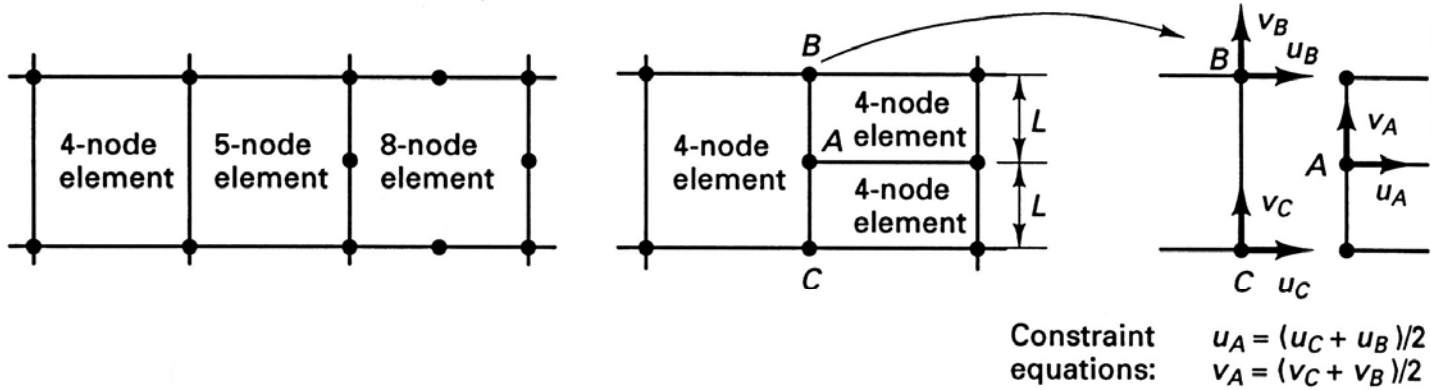 4-node
element
5-node
element
8-node
element
B
4-node
element
A
4-node
element
4-node
element
C
L
L
v_B
B
u_B
v_A
A
u_A
v_C
C
u_C
Constraint
equations:
u_A = (u_C + u_B)/2
v_A = (v_C + v_B)/2